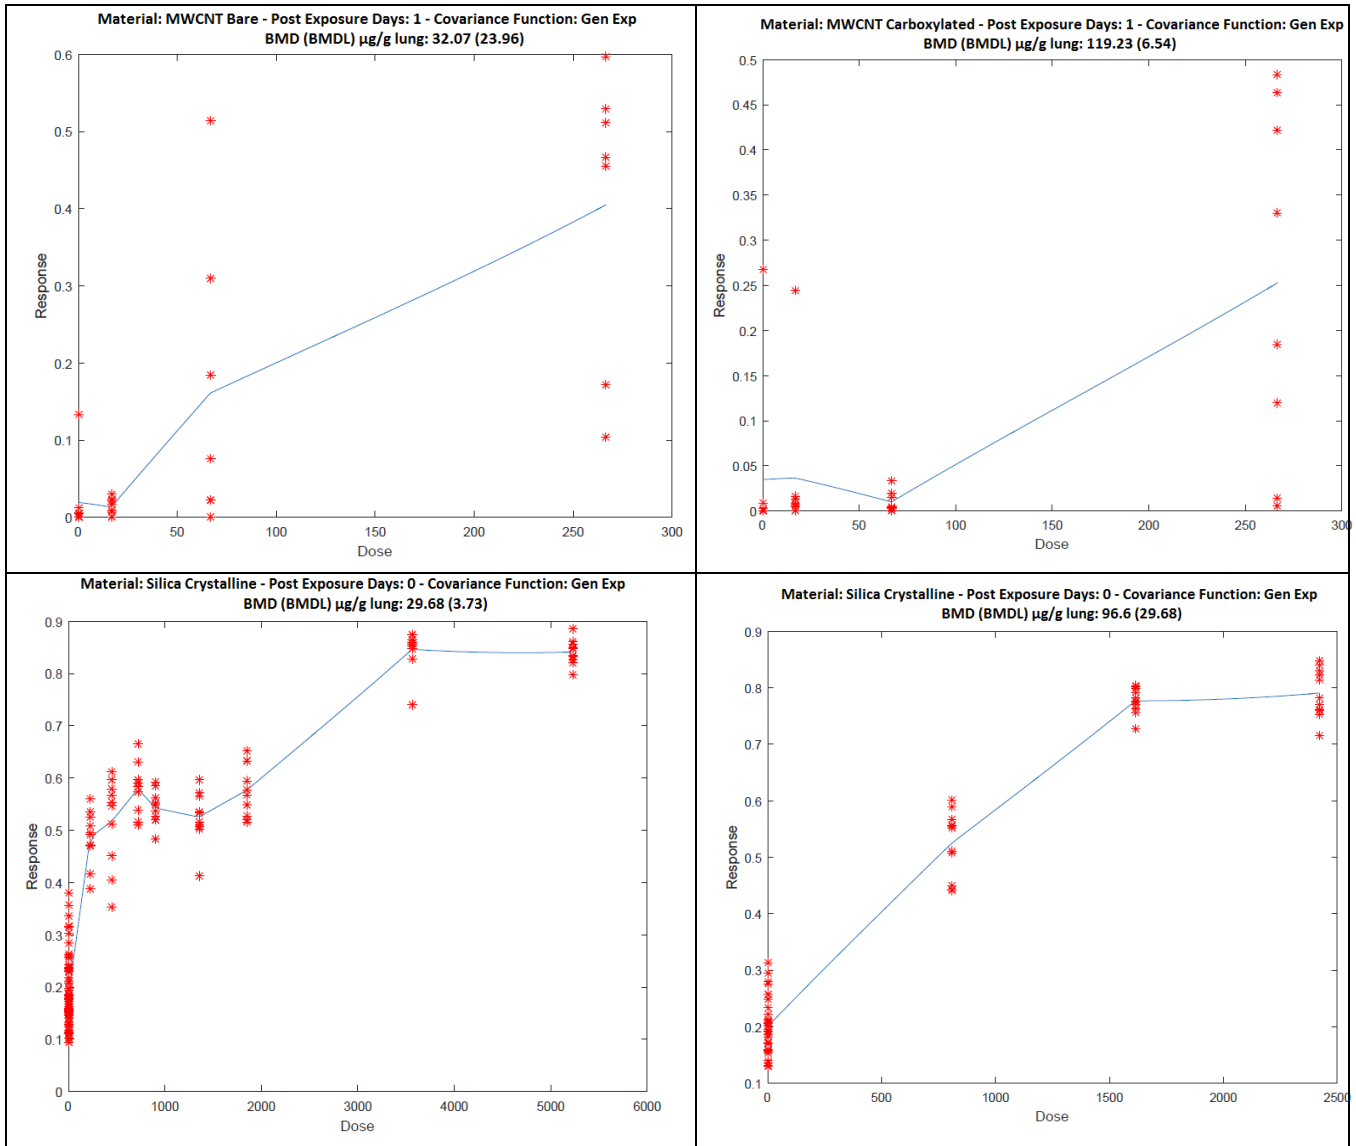 Material: MWCNT Bare - Post Exposure Days: 1 - Covariance Function: Gen Exp
BMD (BMDL) µg/g lung: 32.07 (23.96)
0.6
0.5
0.4
0.3
0.2
0.1
0
Response
0 50 100 150 200 250 300
Dose
Material: MWCNT Carboxylated - Post Exposure Days: 1 - Covariance Function: Gen Exp
BMD (BMDL) µg/g lung: 119.23 (6.54)
0.5
0.45
0.4
0.35
0.3
0.25
0.2
0.15
0.1
0.05
0
Response
0 50 100 150 200 250 300
Dose
Material: Silica Crystalline - Post Exposure Days: 0 - Covariance Function: Gen Exp
BMD (BMDL) µg/g lung: 29.68 (3.73)
0.9
0.8
0.7
0.6
0.5
0.4
0.3
0.2
0.1
0
Response
0 1000 2000 3000 4000 5000 6000
Dose
Material: Silica Crystalline - Post Exposure Days: 0 - Covariance Function: Gen Exp
BMD (BMDL) µg/g lung: 96.6 (29.68)
0.9
0.8
0.7
0.6
0.5
0.4
0.3
0.2
0.1
Response
0 500 1000 1500 2000 2500
Dose